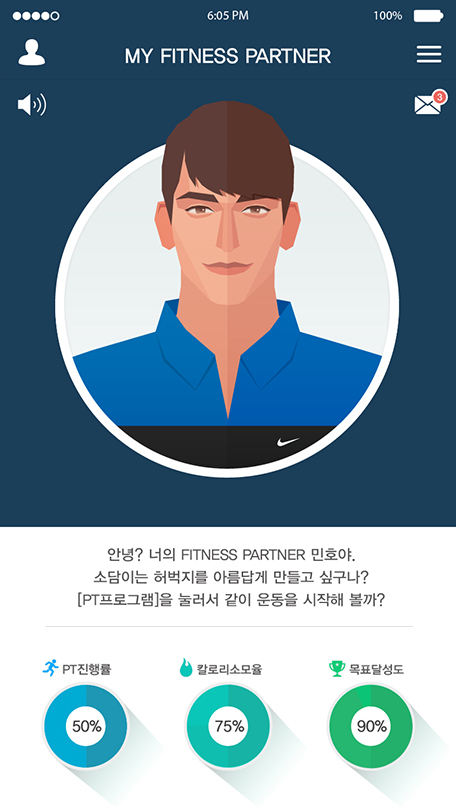 6:05 PM
100%
MY FITNESS PARTNER
3
안녕? 너의 FITNESS PARTNER 민호야.
소담이는 허벅지를 아름답게 만들고 싶구나?
[PT프로그램]을 눌러서 같이 운동을 시작해 볼까?
PT진행률
칼로리소모율
목표달성도
50%
75%
90%